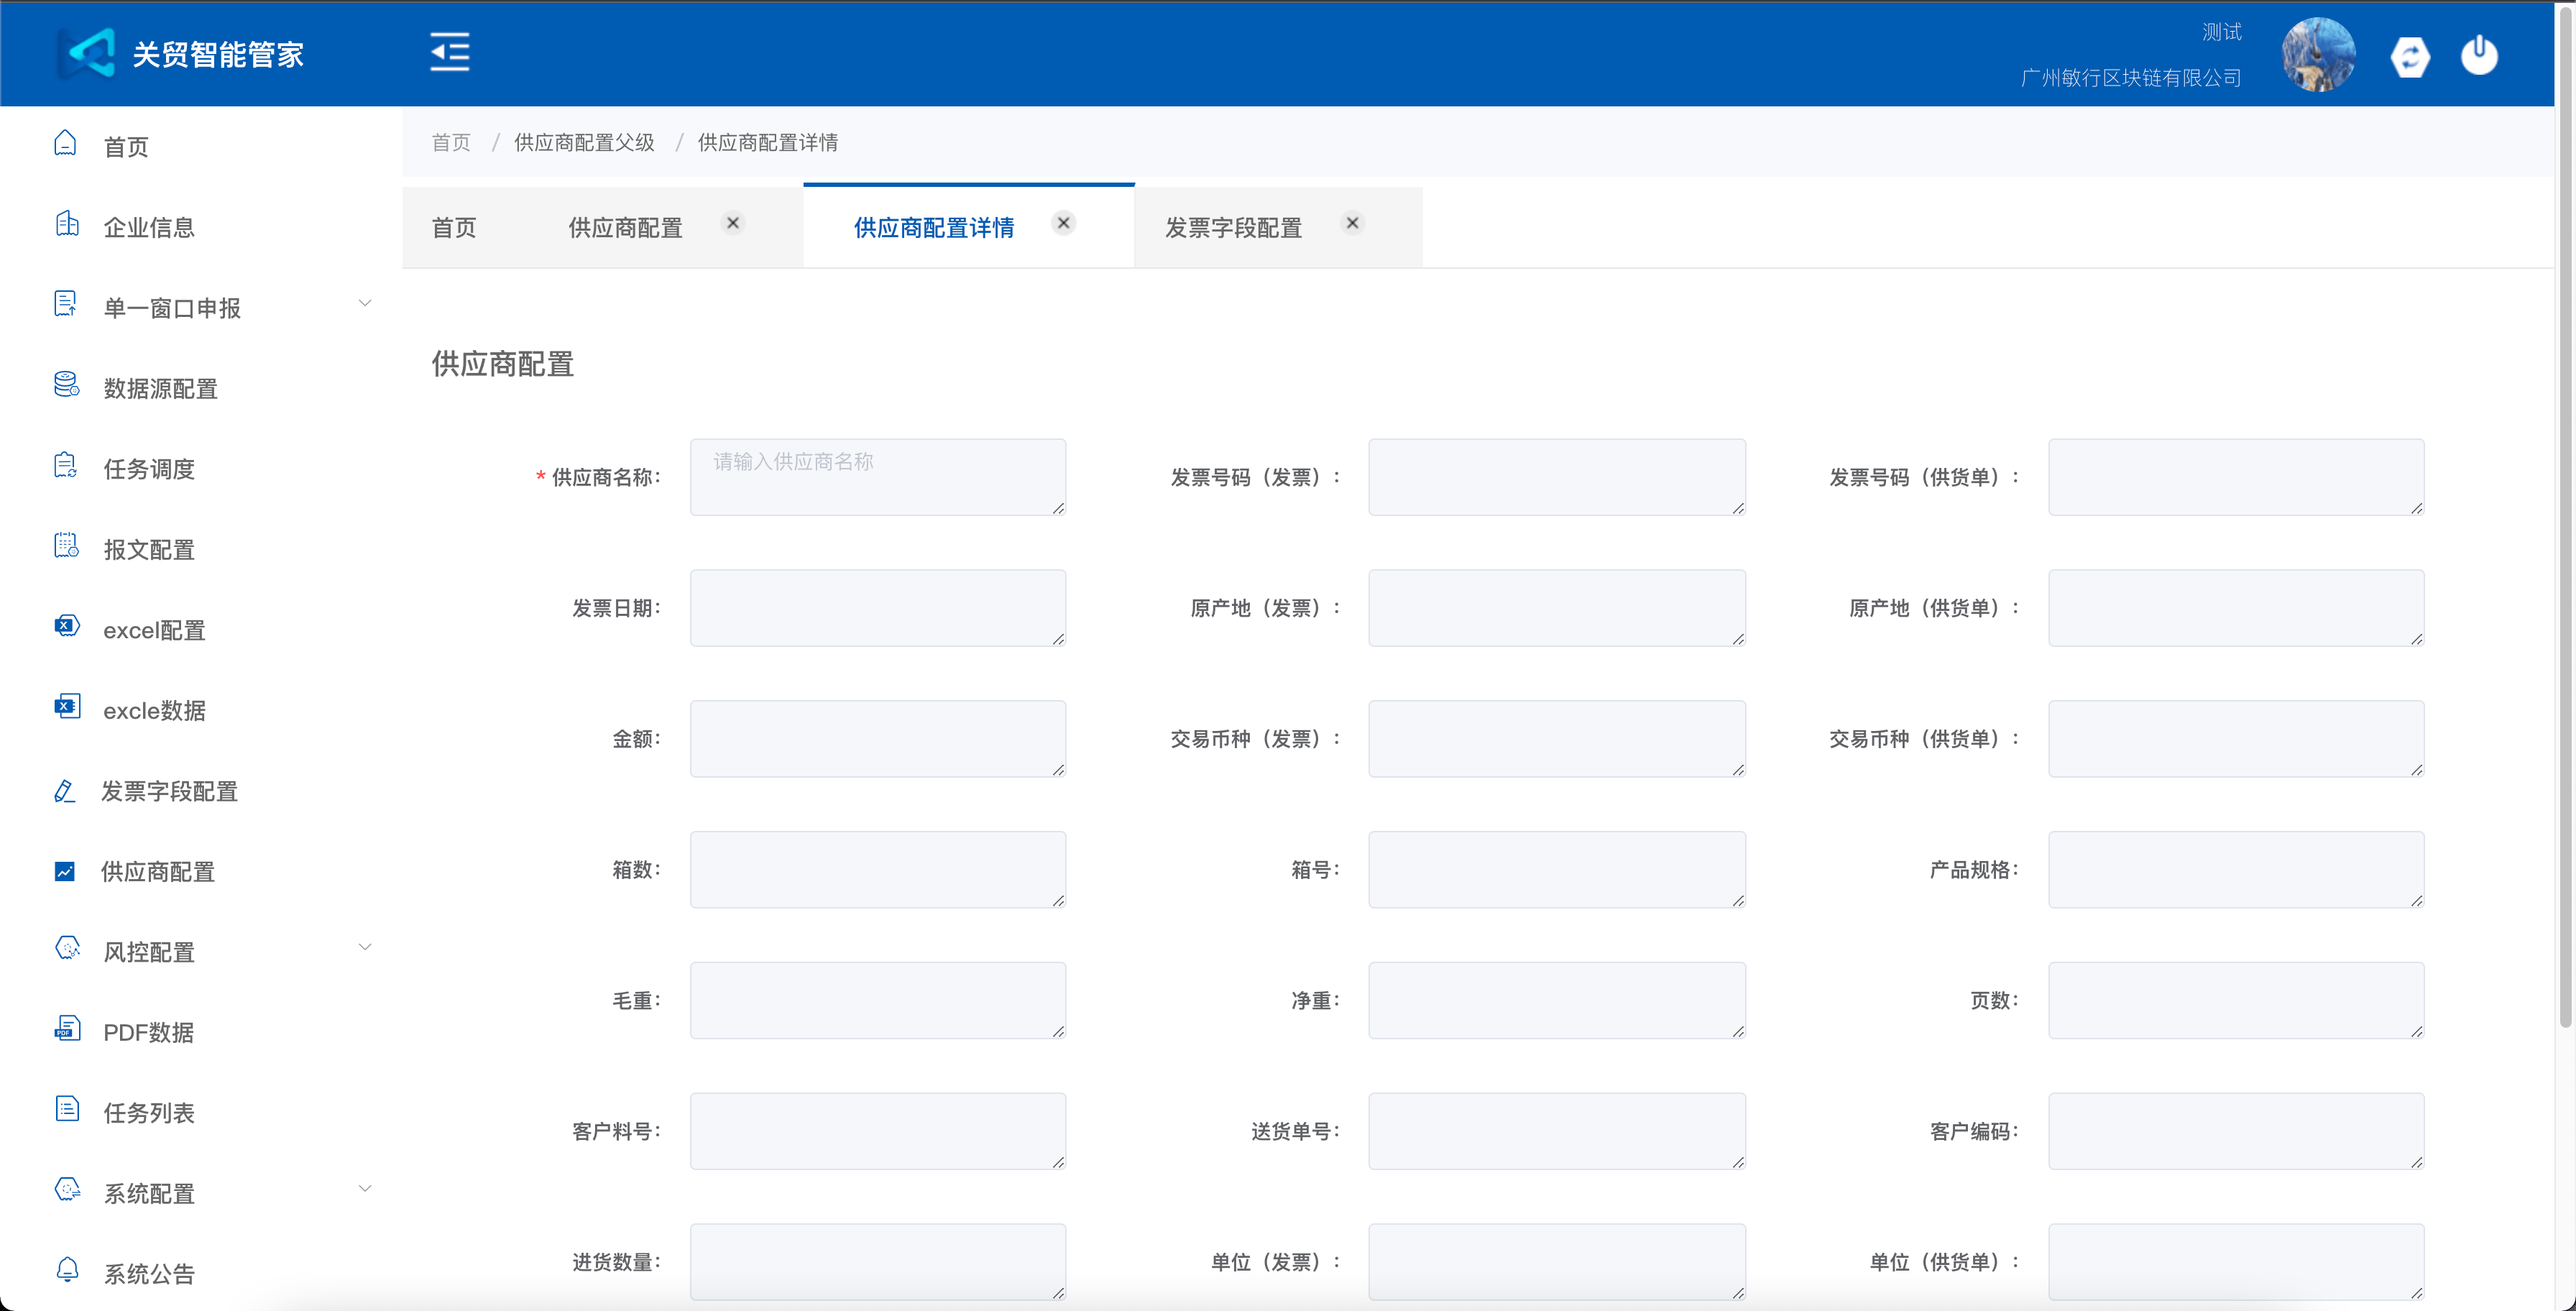 关贸智能管家
测试
广州敏行区块链有限公司
首页
企业信息
单一窗口申报
数据源配置
任务调度
报文配置
excel配置
excle数据
发票字段配置
供应商配置
风控配置
PDF数据
任务列表
系统配置
系统公告
首页 / 供应商配置父级 / 供应商配置详情
首页 供应商配置 供应商配置详情 发票字段配置
供应商配置
* 供应商名称: 请输入供应商名称 发票号码（发票）: 发票号码（供货单）:
发票日期: 原产地（发票）: 原产地（供货单）:
金额: 交易币种（发票）: 交易币种（供货单）:
箱数: 箱号: 产品规格:
毛重: 净重: 页数:
客户料号: 送货单号: 客户编码:
进货数量: 单位（发票）: 单位（供货单）: